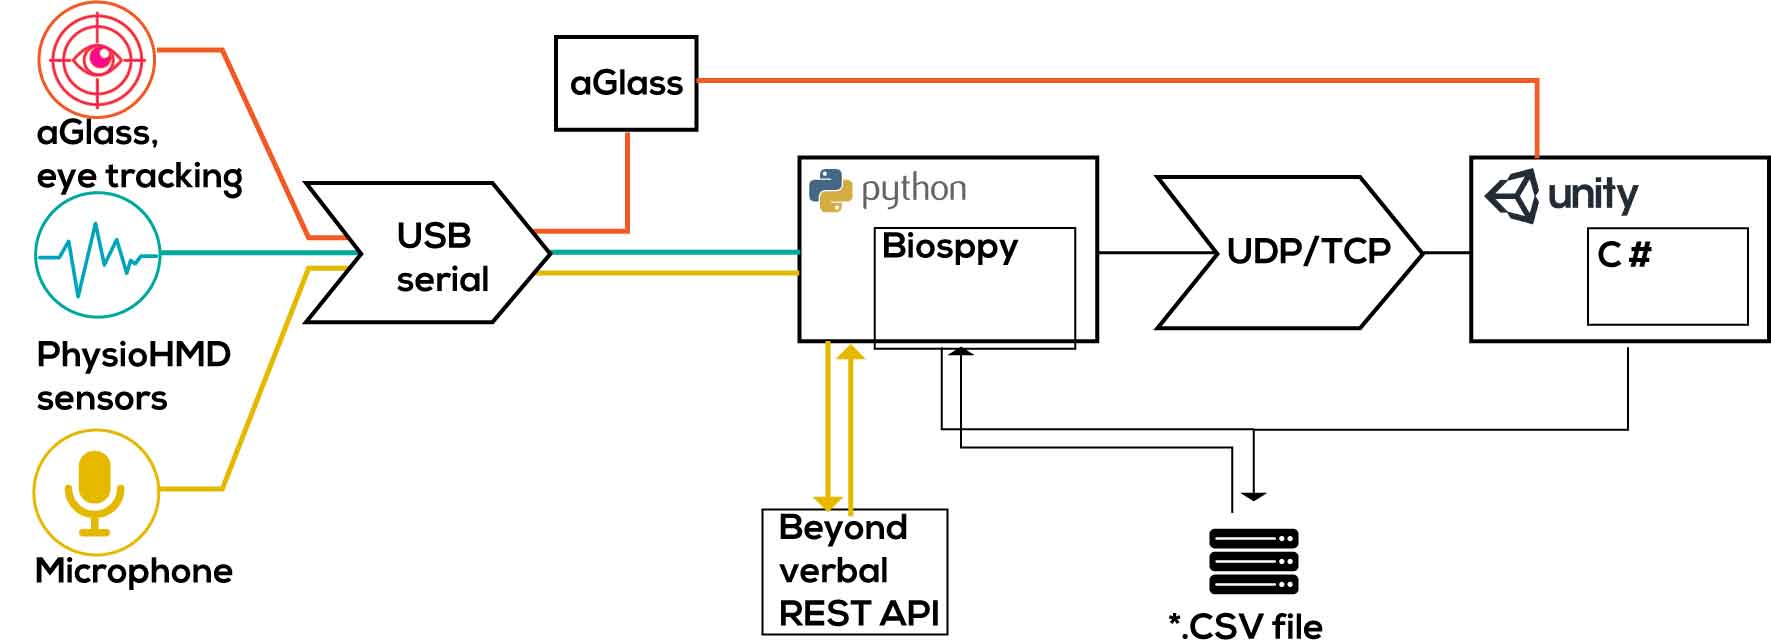 aGlass,
eye tracking
PhysioHMD
sensors
Microphone
USB
serial
aGlass
python
Biosppy
Beyond
verbal
REST API
UDP/TCP
unity
C #
*.CSV file